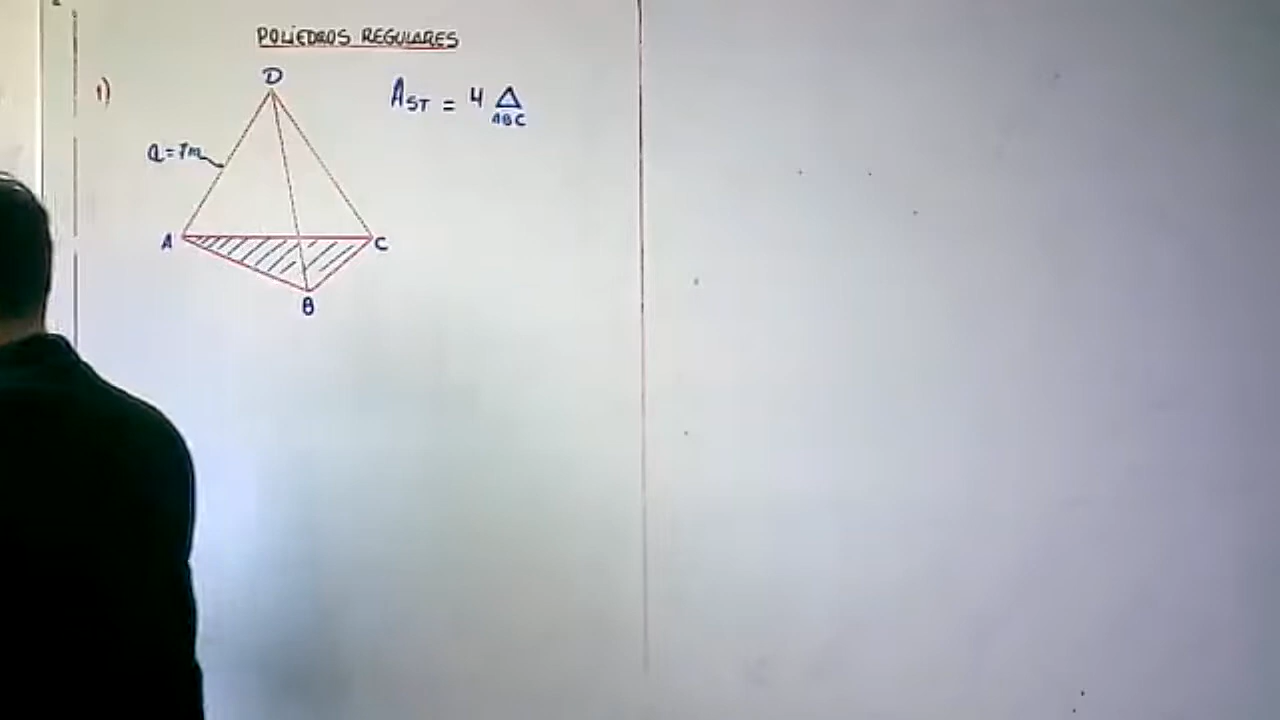 POLIEDROS REGULARES
1)
D
A_ST = 4 △
ABC
a=7m
A
C
B